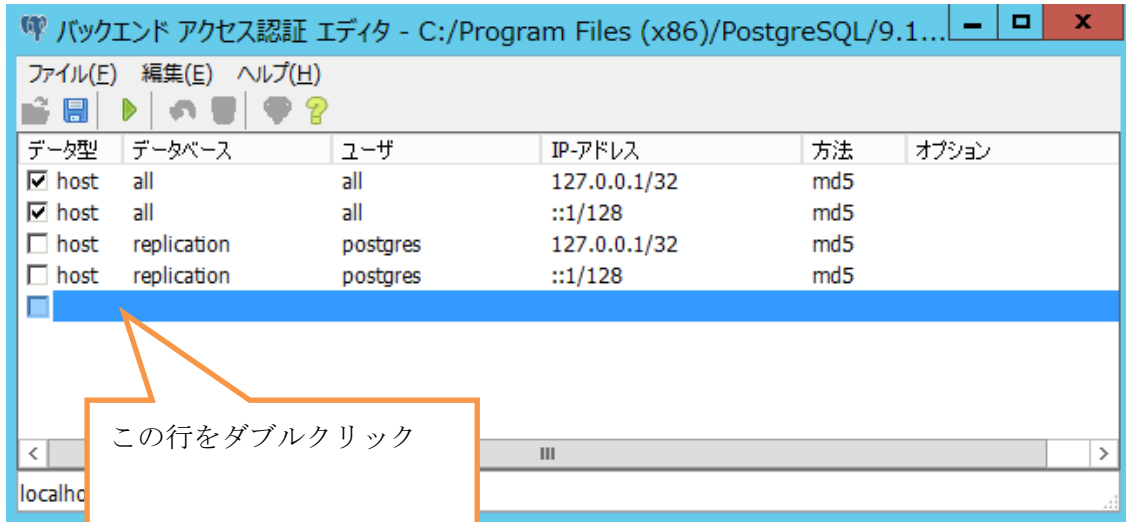 バックエンド アクセス認証 エディタ - C:/Program Files (x86)/PostgreSQL/9.1...
ファイル(F) 編集(E) ヘルプ(H)
データ型 データベース ユーザ IP-アドレス 方法 オプション
host all all 127.0.0.1/32 md5
host all all ::1/128 md5
host replication postgres 127.0.0.1/32 md5
host replication postgres ::1/128 md5
この行をダブルクリック